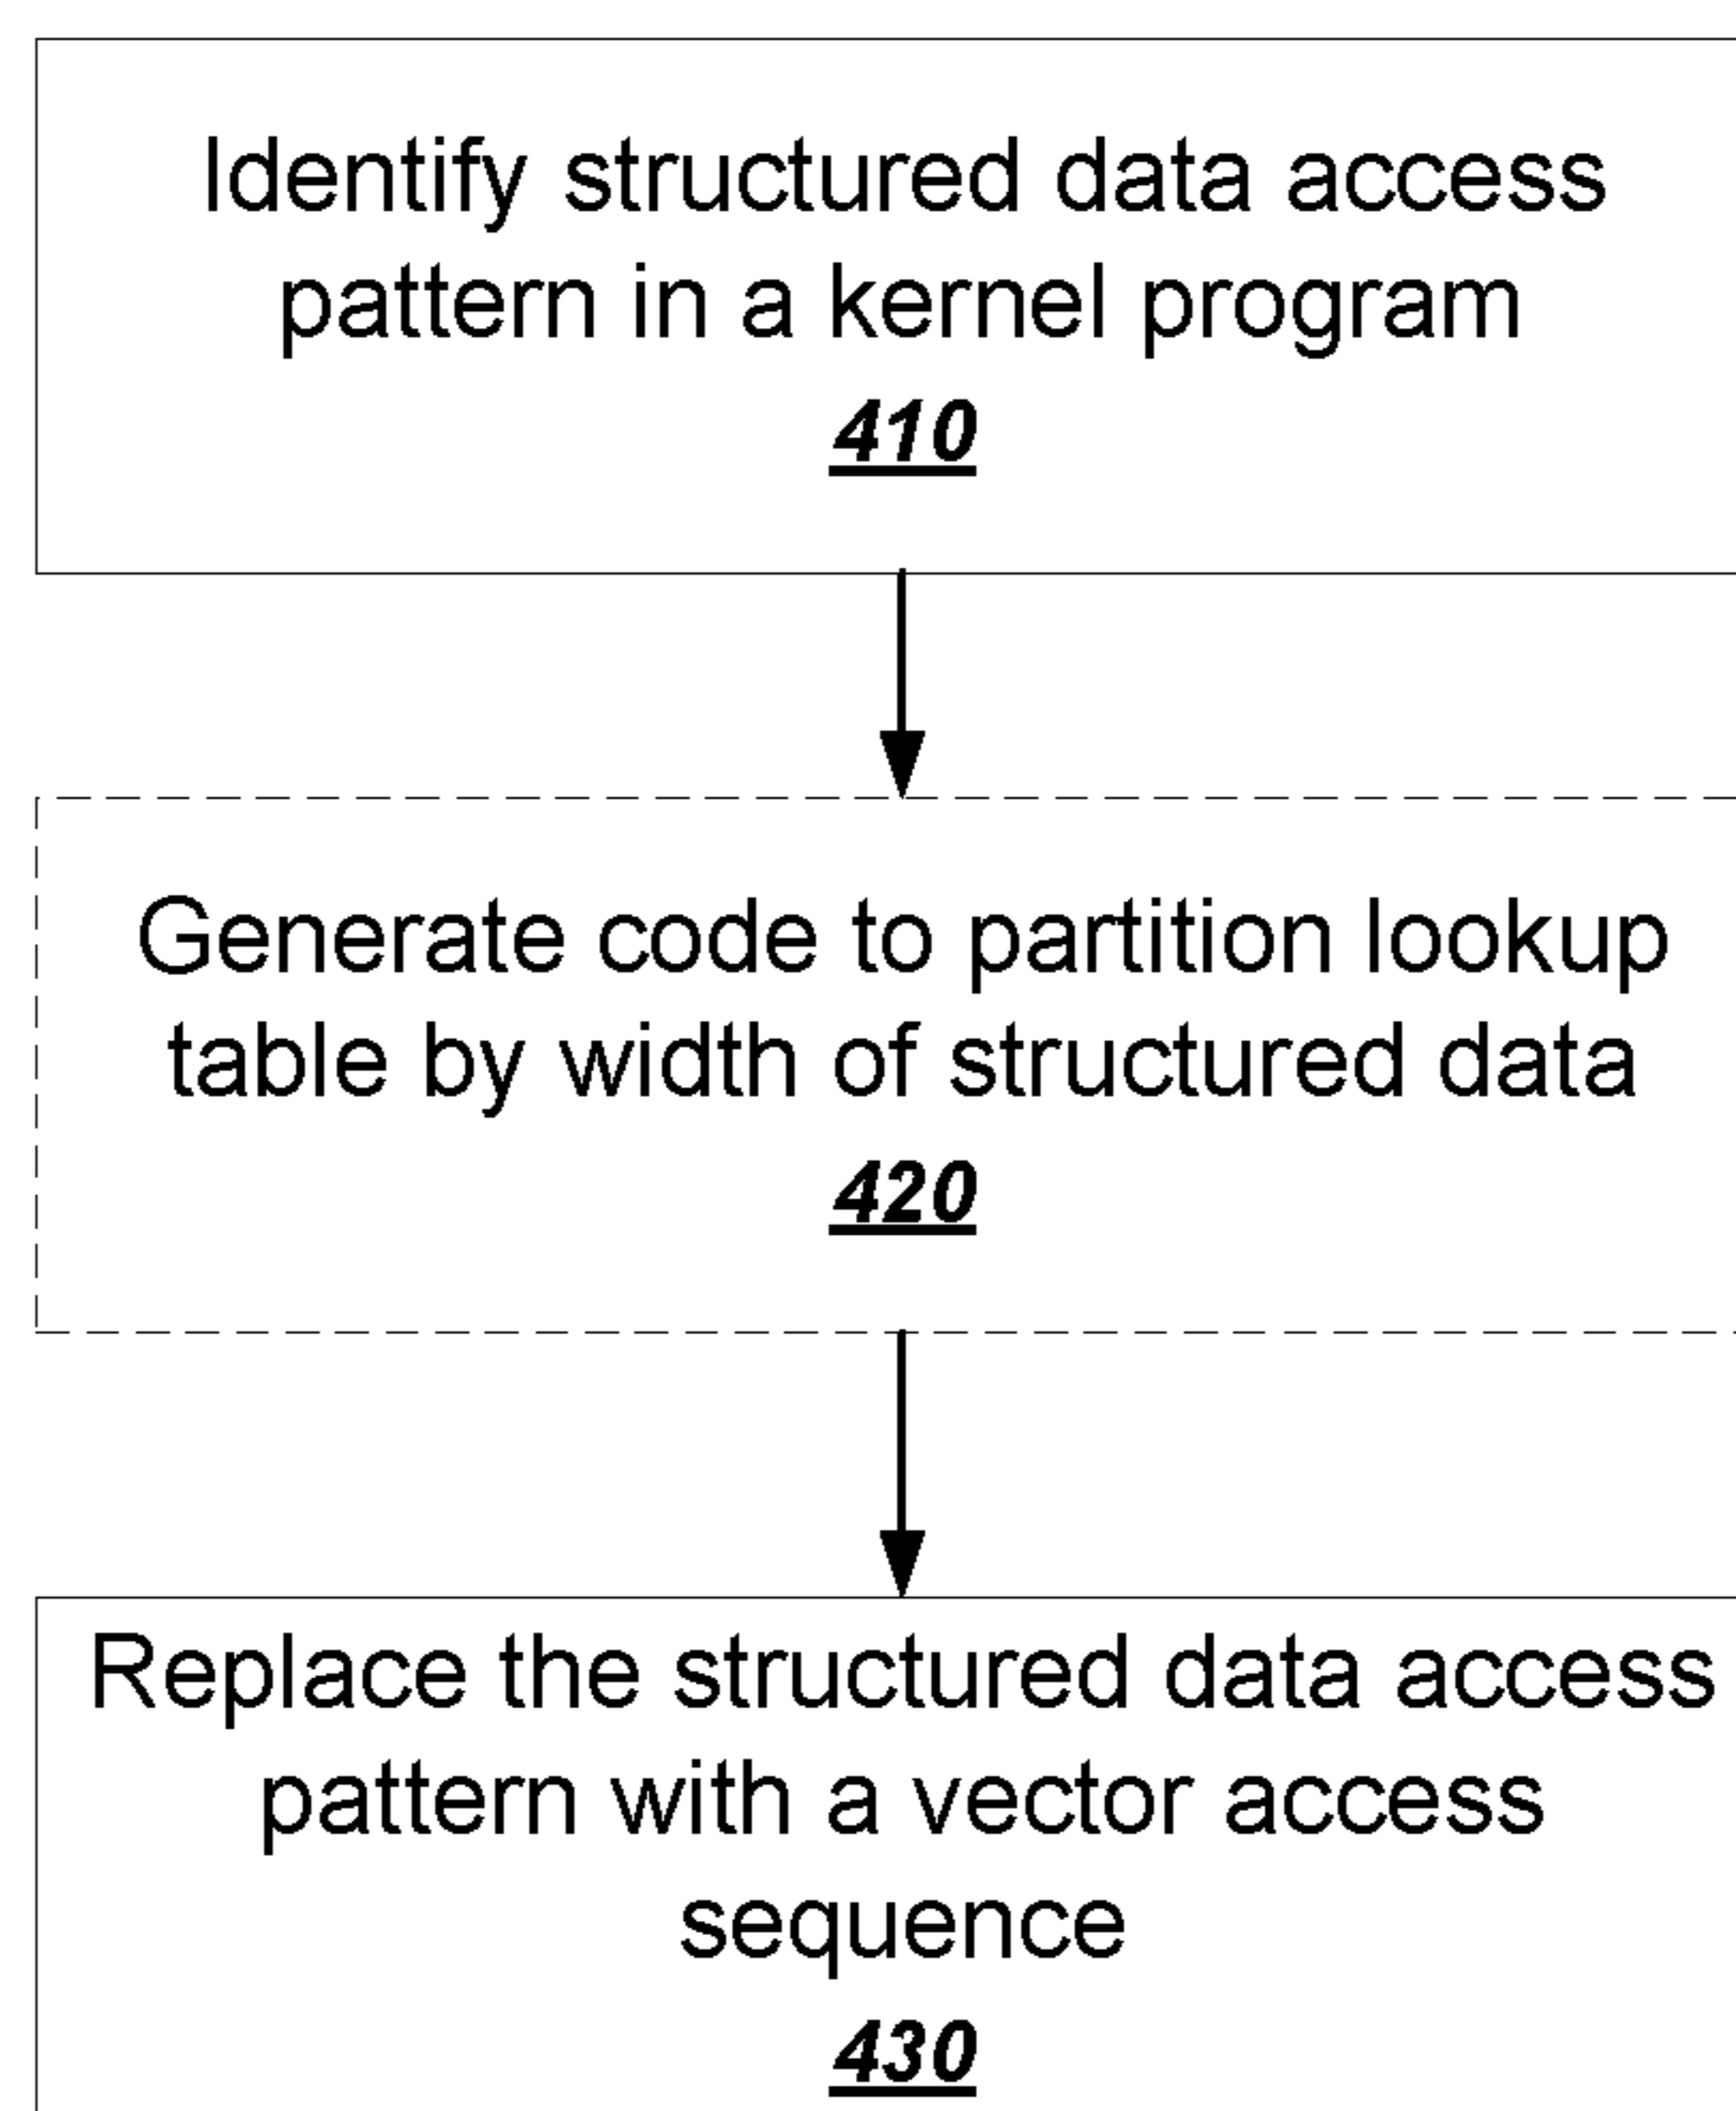 Identify structured data access
pattern in a kernel program
410
Generate code to partition lookup
table by width of structured data
420
Replace the structured data access
pattern with a vector access
sequence
430